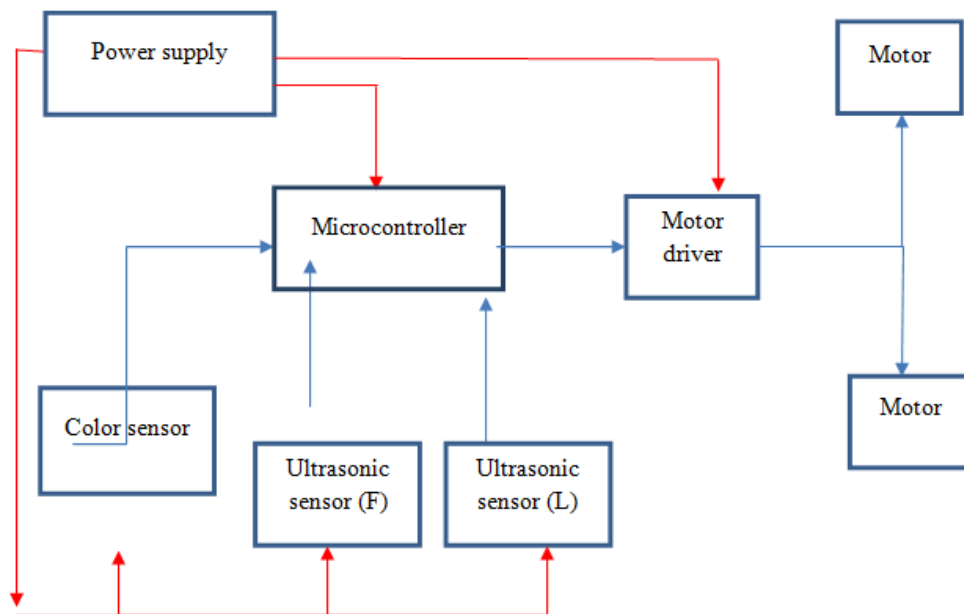 Power supply
Motor
Microcontroller
Motor
driver
Color sensor
Ultrasonic
sensor (F)
Ultrasonic
sensor (L)
Motor